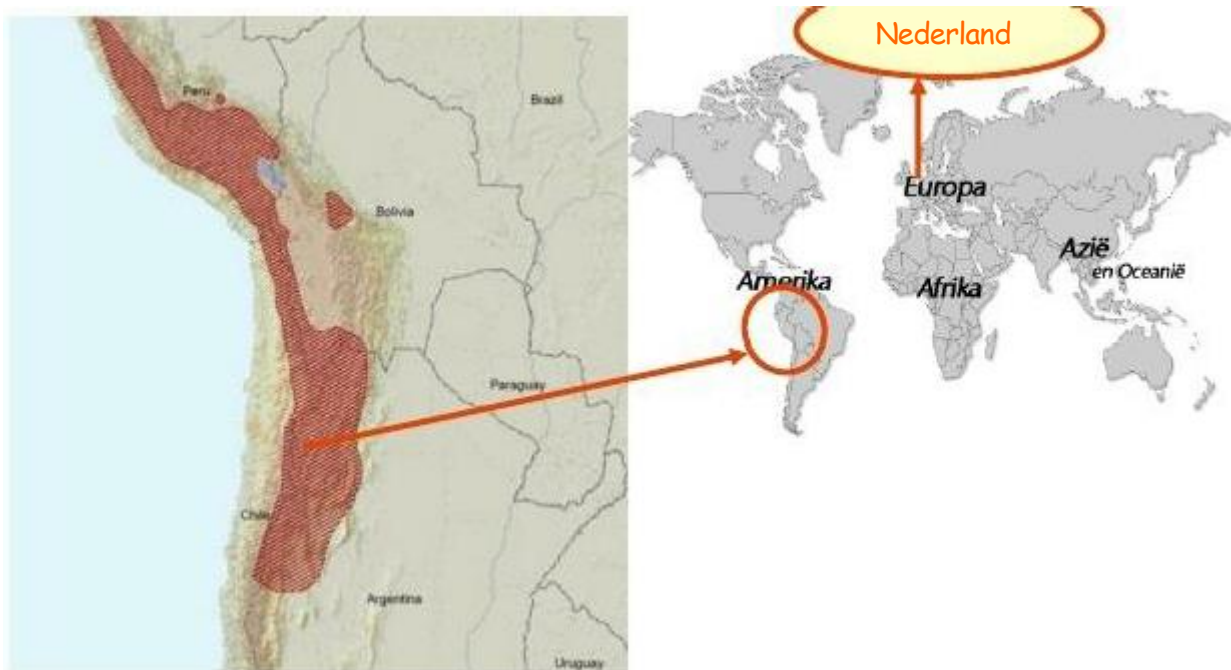 Peru
Brazil
Bolivia
Paraguay
Chile
Argentina
Uruguay
Nederland
Europa
Azië
en Oceanië
Amerika
Afrika